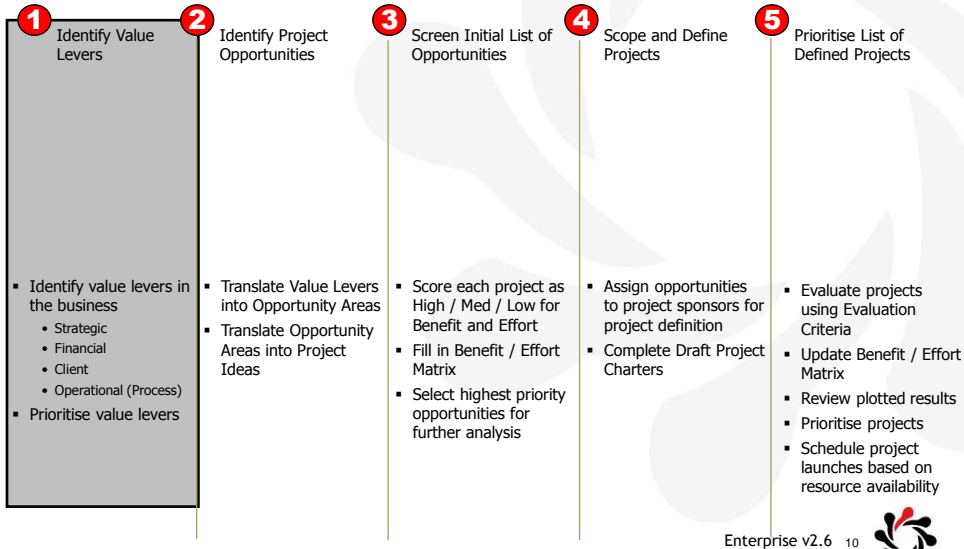 1
Identify Value
Levers
▪ Identify value levers in
the business
• Strategic
• Financial
• Client
• Operational (Process)
▪ Prioritise value levers
2
Identify Project
Opportunities
▪ Translate Value Levers
into Opportunity Areas
▪ Translate Opportunity
Areas into Project
Ideas
3
Screen Initial List of
Opportunities
▪ Score each project as
High / Med / Low for
Benefit and Effort
▪ Fill in Benefit / Effort
Matrix
▪ Select highest priority
opportunities for
further analysis
4
Scope and Define
Projects
▪ Assign opportunities
to project sponsors for
project definition
▪ Complete Draft Project
Charters
5
Prioritise List of
Defined Projects
▪ Evaluate projects
using Evaluation
Criteria
▪ Update Benefit / Effort
Matrix
▪ Review plotted results
▪ Prioritise projects
▪ Schedule project
launches based on
resource availability
Enterprise v2.6 10